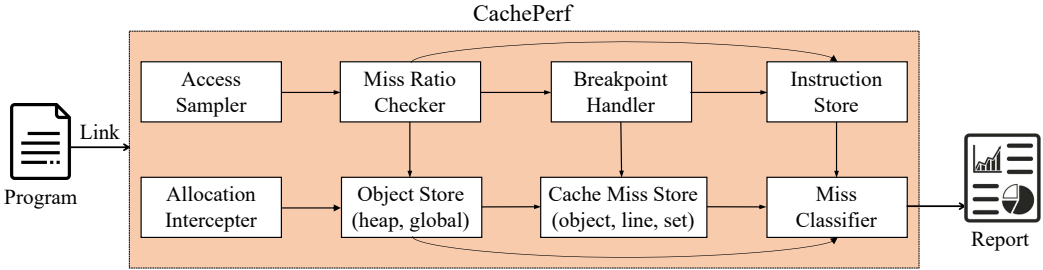 CachePerf
Access
Sampler
Miss Ratio
Checker
Breakpoint
Handler
Instruction
Store
Link
Program
Allocation
Intercepter
Object Store
(heap, global)
Cache Miss Store
(object, line, set)
Miss
Classifier
Report